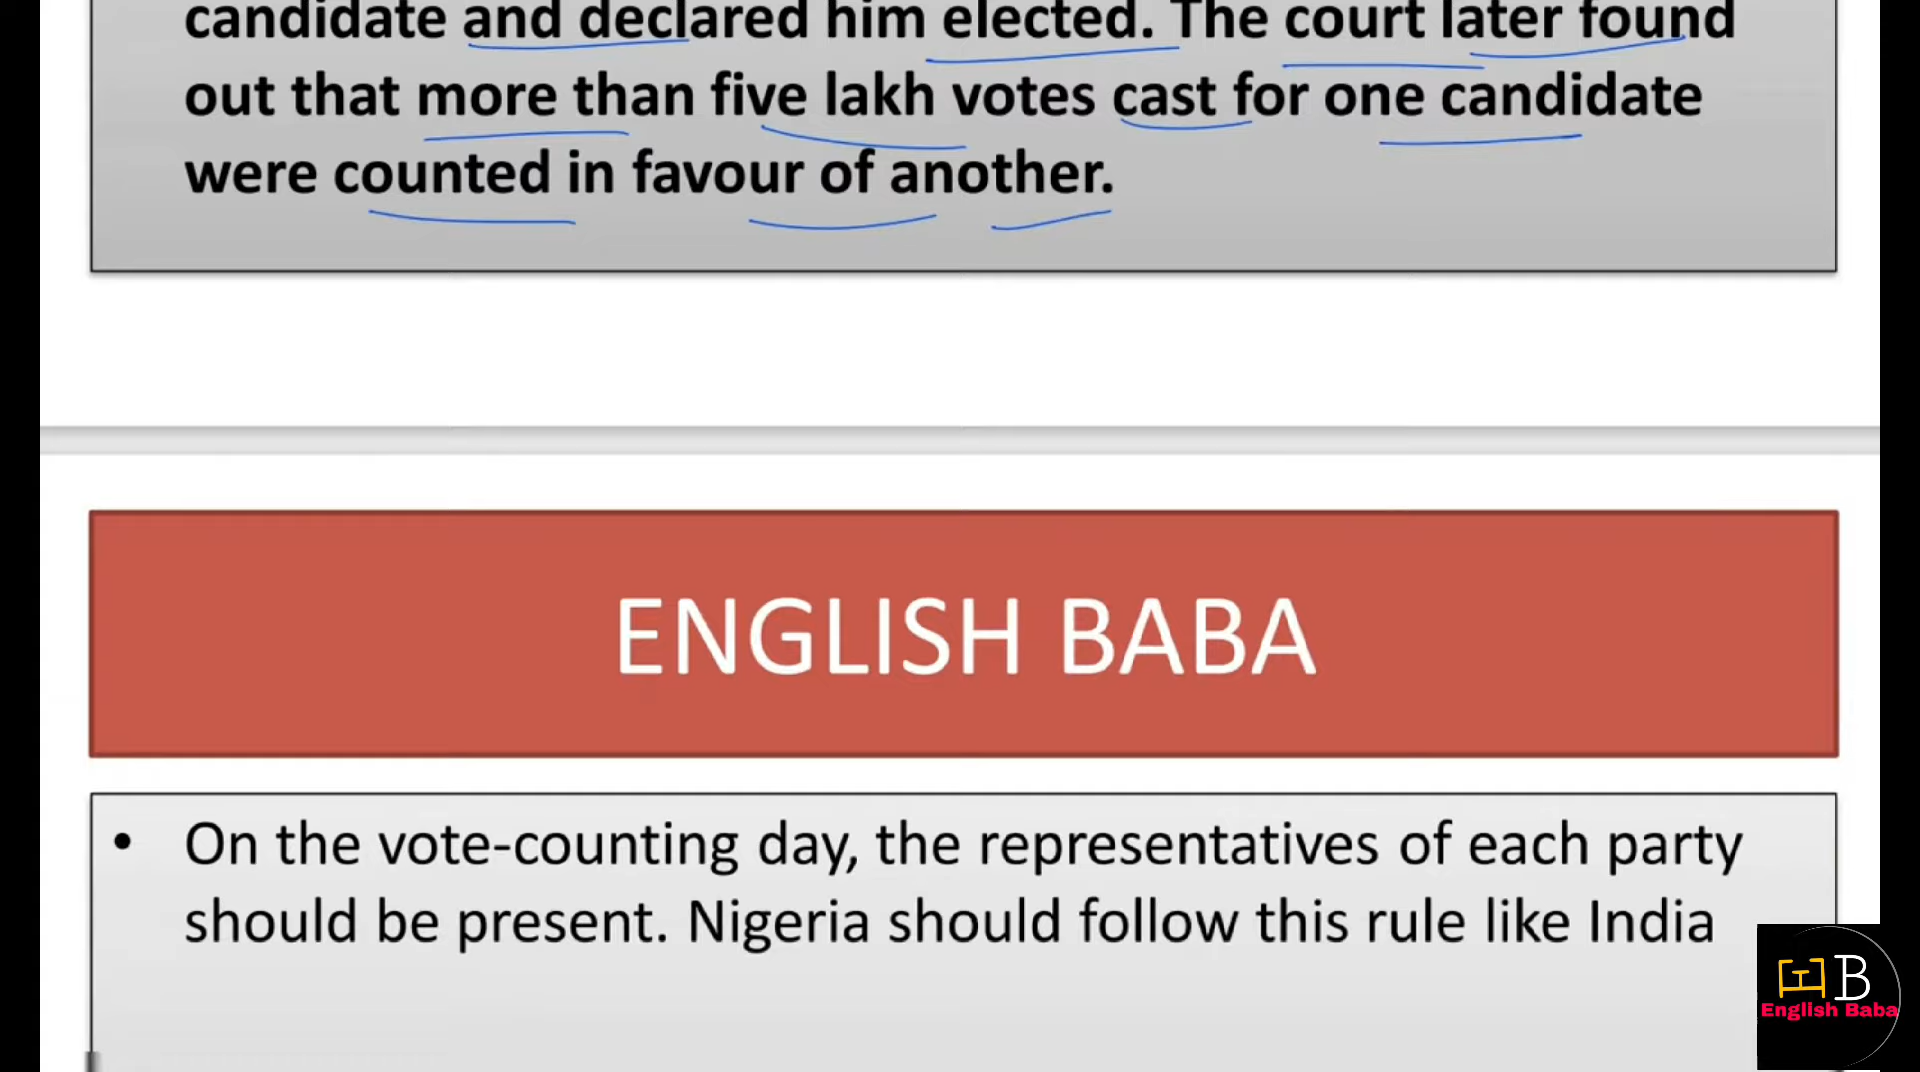 candidate and declared him elected. The court later found
out that more than five lakh votes cast for one candidate
were counted in favour of another.
ENGLISH BABA
• On the vote-counting day, the representatives of each party
should be present. Nigeria should follow this rule like India
EB
English Baba